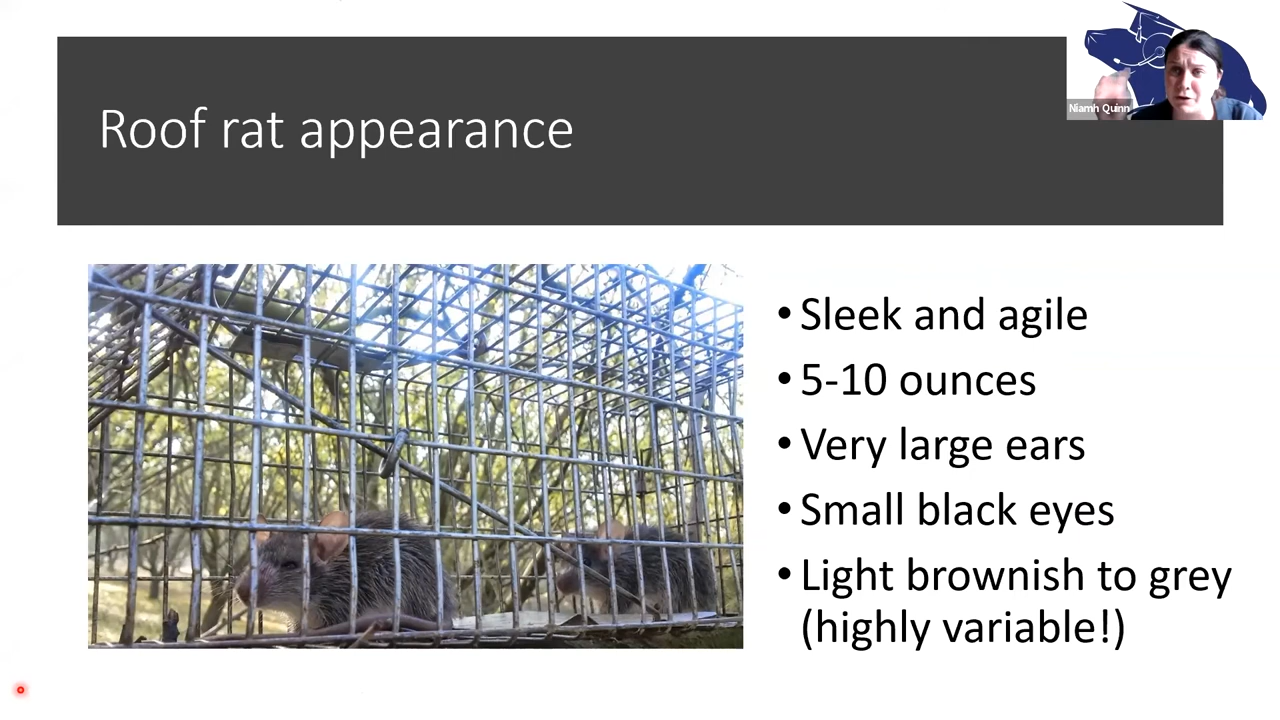 Niamh Quinn
Roof rat appearance
• Sleek and agile
• 5-10 ounces
• Very large ears
• Small black eyes
• Light brownish to grey
(highly variable!)